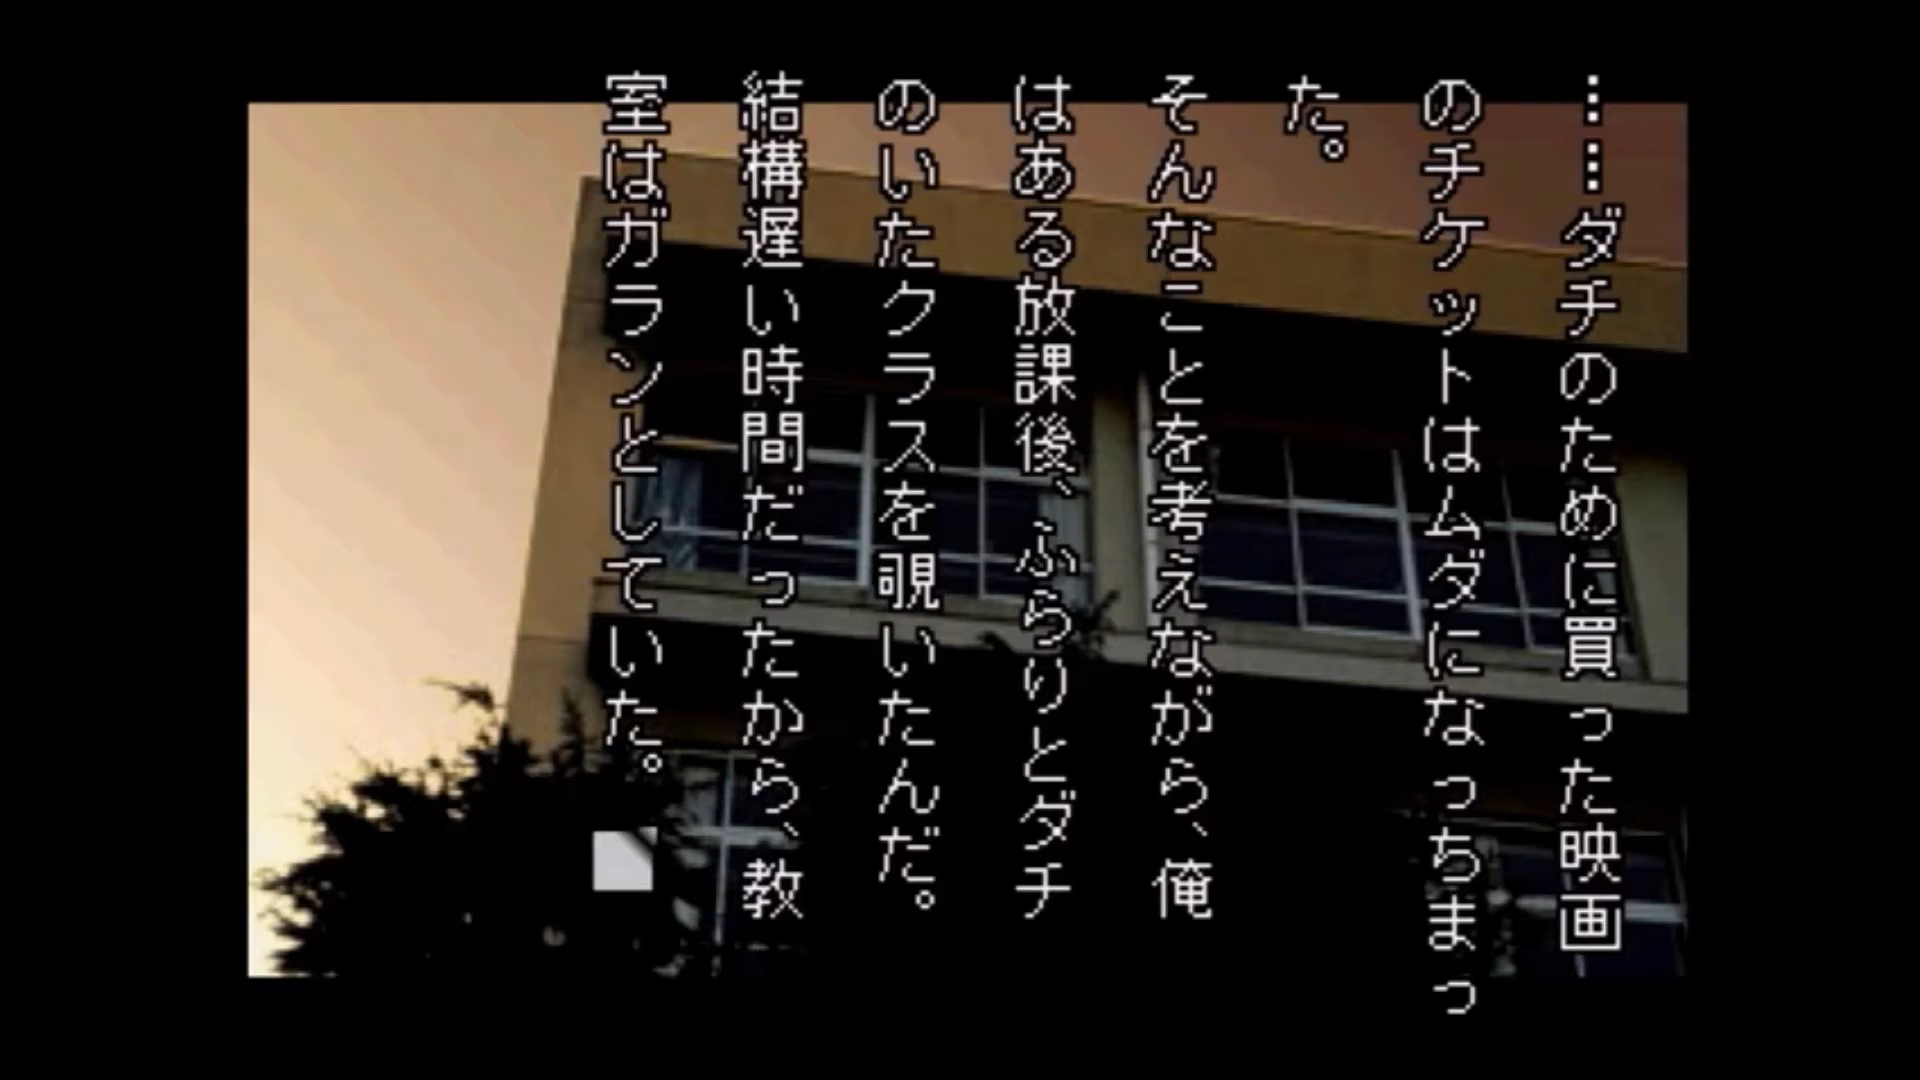 ……ダチのために買った映画
のチケットはムダになっちまっ
た。
そんなことを考えながら、俺
はある放課後、ふらりとダチ
のいたクラスを覗いたんだ。
結構遅い時間だったから、教
室はガランとしていた。